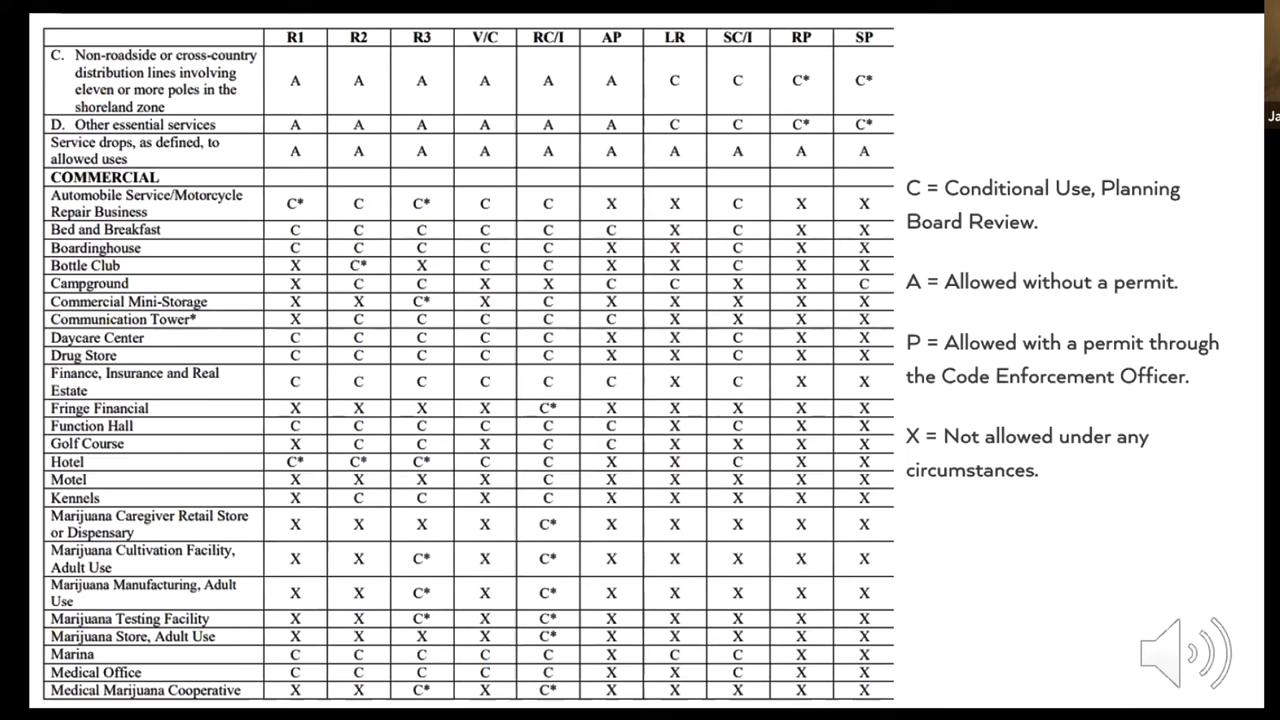 R1 R2 R3 V/C RC/I AP LR SC/I RP SP
C. Non-roadside or cross-country
distribution lines involving
eleven or more poles in the
shoreland zone
A A A A A A C C C* C*
D. Other essential services A A A A A A C C C* C*
Service drops, as defined, to
allowed uses
A A A A A A A A A A
COMMERCIAL
Automobile Service/Motorcycle
Repair Business
C* C C* C C X X C X X
Bed and Breakfast C C C C C C X C X X
Boardinghouse C C C C C X X C X X
Bottle Club X C* X C C X X C X X
Campground X C C X X C C X X C
Commercial Mini-Storage X X C* X C X X X X X
Communication Tower* X C C C C C X X X X
Daycare Center C C C C C X X C X X
Drug Store C C C C C X X C X X
Finance, Insurance and Real
Estate
C C C C C C X C X X
Fringe Financial X X X X C* X X X X X
Function Hall C C C C C C X C X X
Golf Course X C C X C C X X X X
Hotel C* C* C* C C X X C X X
Motel X X X X C X X X X X
Kennels X C C X C X X X X X
Marijuana Caregiver Retail Store
or Dispensary
X X X X C* X X X X X
Marijuana Cultivation Facility,
Adult Use
X X C* X C* X X X X X
Marijuana Manufacturing, Adult
Use
X X C* X C* X X X X X
Marijuana Testing Facility X X C* X C* X X X X X
Marijuana Store, Adult Use X X X X C* X X X X X
Marina C C C C C X C C X X
Medical Office C C C C C X X C X X
Medical Marijuana Cooperative X X C* X C* X X X X X
C = Conditional Use, Planning
Board Review.
A = Allowed without a permit.
P = Allowed with a permit through
the Code Enforcement Officer.
X = Not allowed under any
circumstances.
Ja